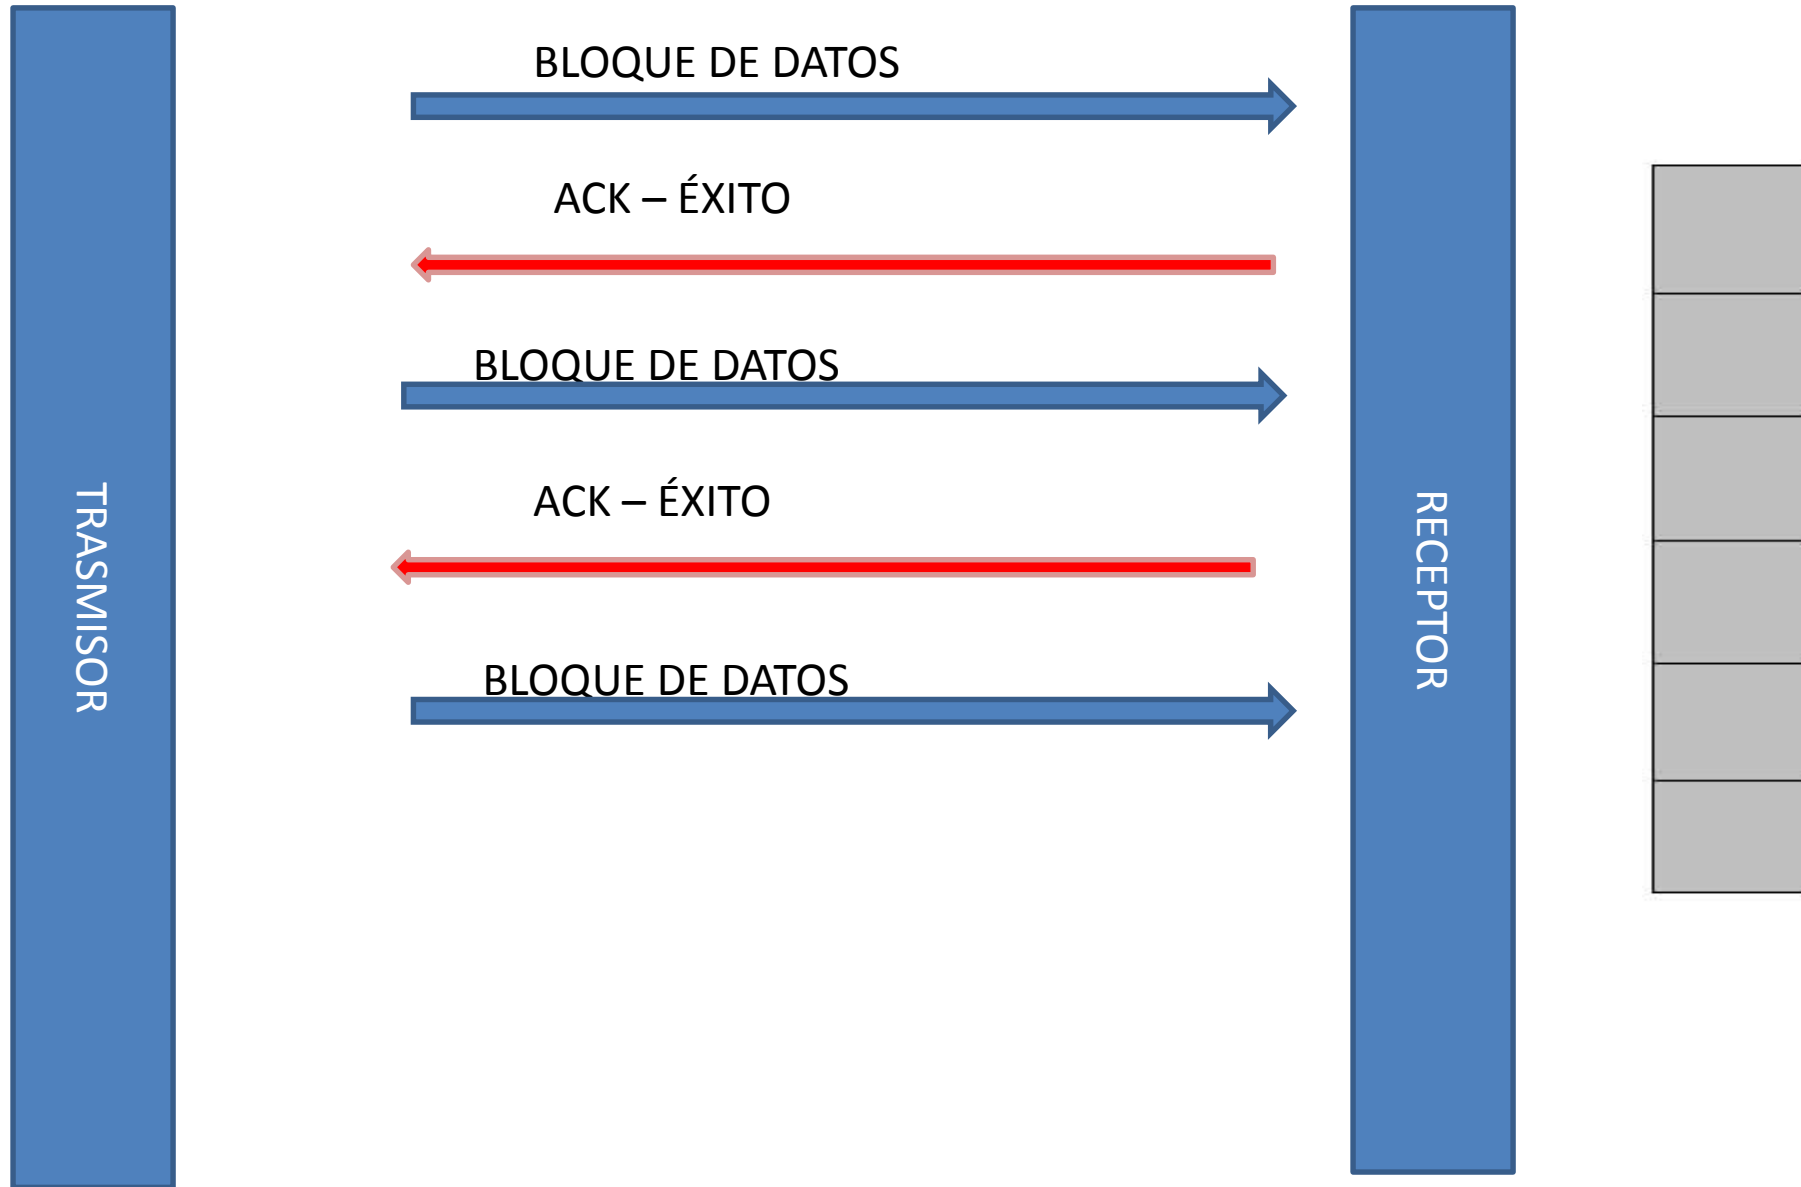 BLOQUE DE DATOS
ACK – ÉXITO
BLOQUE DE DATOS
ACK – ÉXITO
BLOQUE DE DATOS
TRASMISOR
RECEPTOR